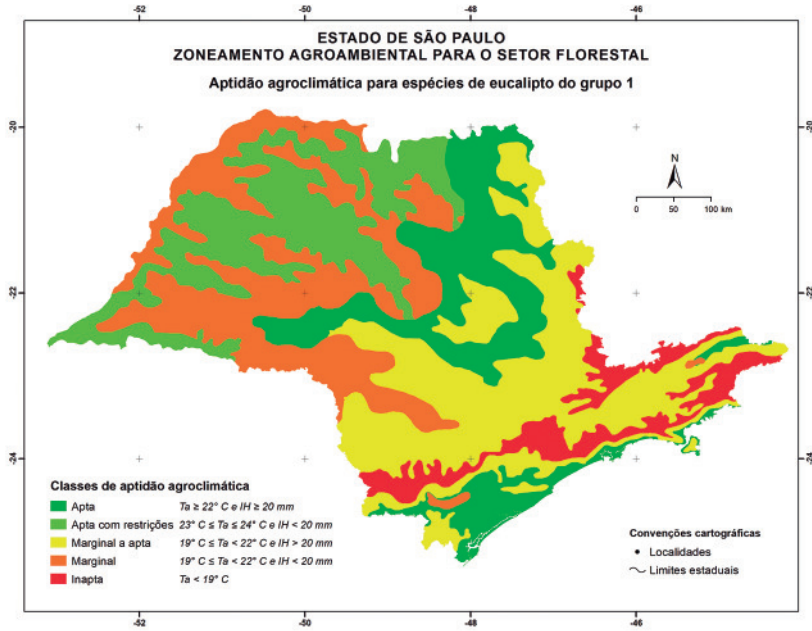 -52
-50
-48
-46
ESTADO DE SÃO PAULO
ZONEAMENTO AGROAMBIENTAL PARA O SETOR FLORESTAL
Aptidão agroclimática para espécies de eucalipto do grupo 1
-20
-20
N
0 50 100 km
-22
-22
-24
-24
Classes de aptidão agroclimática
Apta Ta ≥ 22° C e IH ≥ 20 mm
Apta com restrições 23° C ≤ Ta ≤ 24° C e IH < 20 mm
Marginal a apta 19° C ≤ Ta < 22° C e IH > 20 mm
Marginal 19° C ≤ Ta < 22° C e IH < 20 mm
Inapta Ta < 19° C
Convenções cartográficas
Localidades
Limites estaduais
-52
-50
-48
-46